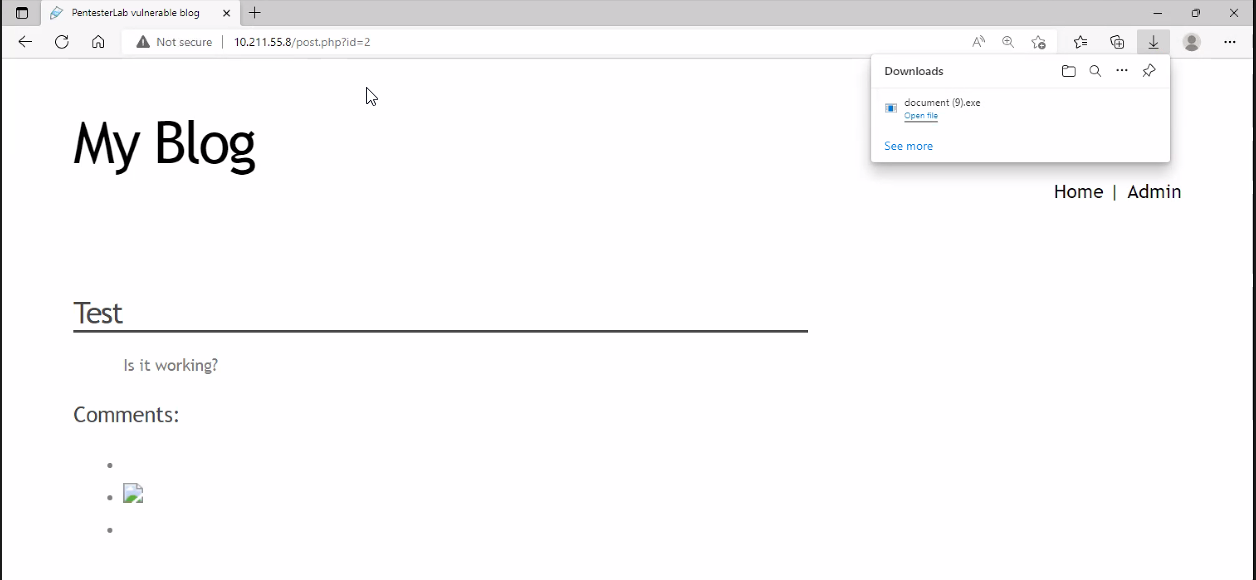 PentesterLab vulnerable blog
Not secure | 10.211.55.8/post.php?id=2
Downloads
document (9).exe
Open file
See more
My Blog
Home | Admin
Test
Is it working?
Comments: